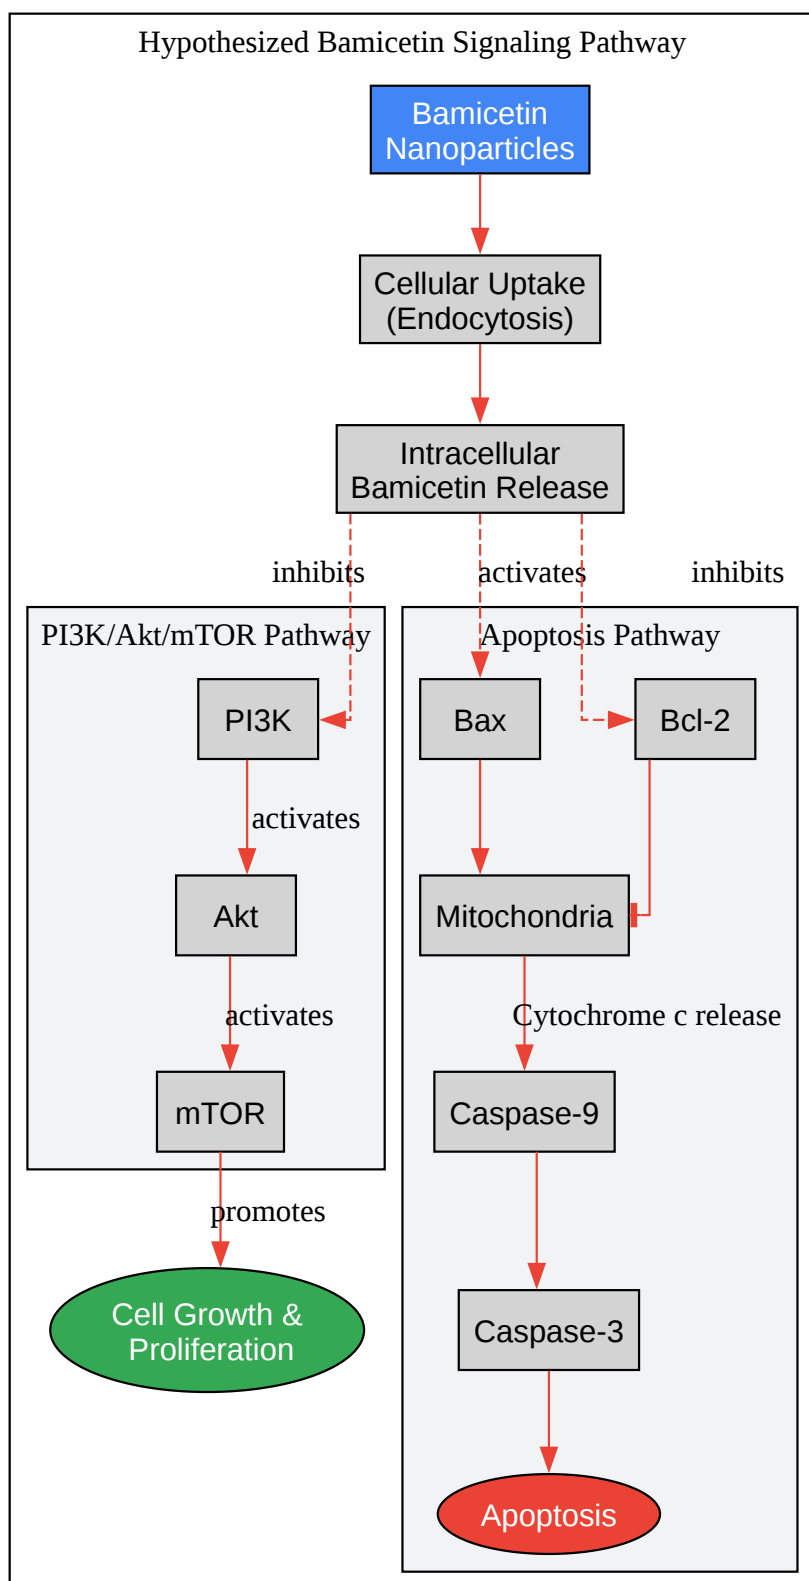 Hypothesized Bamicetin Signaling Pathway
Bamicetin
Nanoparticles
Cellular Uptake
(Endocytosis)
Intracellular
Bamicetin Release
inhibits
activates
inhibits
PI3K/Akt/mTOR Pathway
Apoptosis Pathway
PI3K
Bax
Bcl-2
activates
Akt
Mitochondria
activates
Cytochrome c release
mTOR
Caspase-9
promotes
Cell Growth &
Proliferation
Caspase-3
Apoptosis